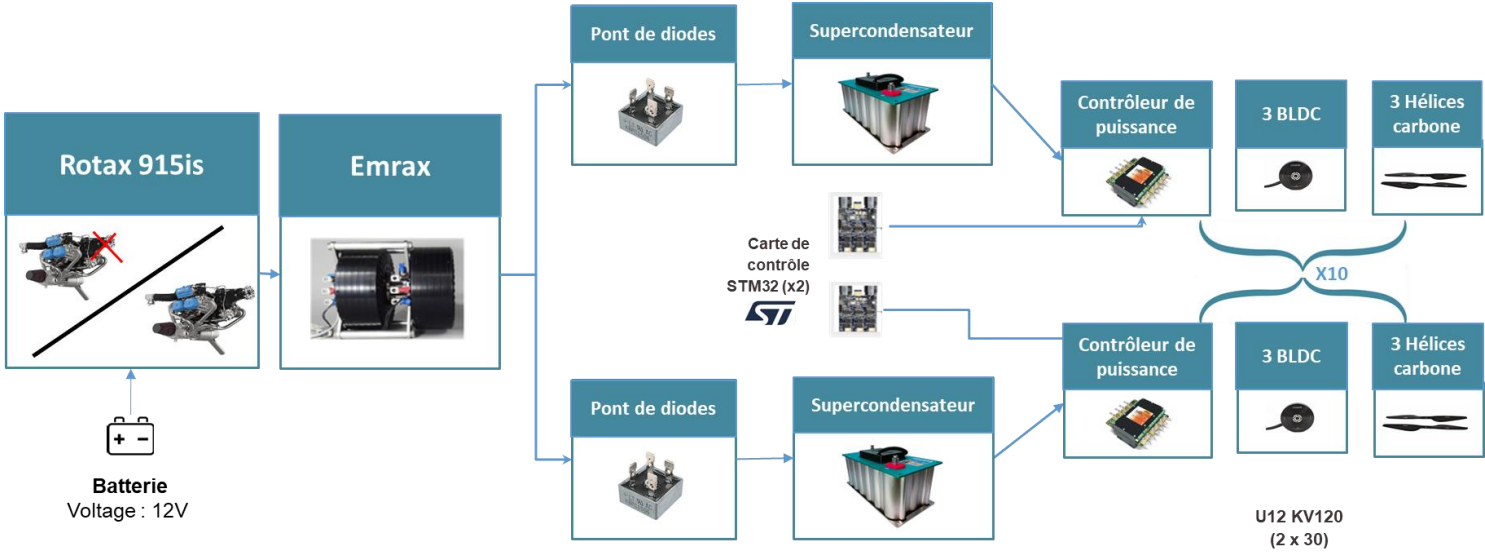 Pont de diodes
Supercondensateur
Contrôleur de
puissance
3 BLDC
3 Hélices
carbone
Rotax 915is
Emrax
Carte de
contrôle
STM32 (x2)
ST
X10
Contrôleur de
puissance
3 BLDC
3 Hélices
carbone
Pont de diodes
Supercondensateur
Batterie
Voltage : 12V
U12 KV120
(2 x 30)